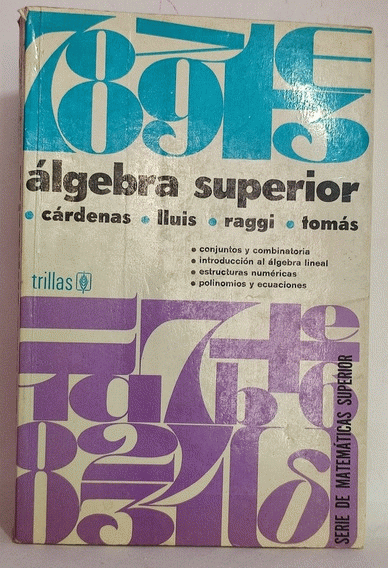 álgebra superior
• cárdenas • lluis • raggi • tomás
• conjuntos y combinatoria
• introducción al álgebra lineal
• estructuras numéricas
• polinomios y ecuaciones
trillas
SERIE DE MATEMÁTICAS SUPERIOR